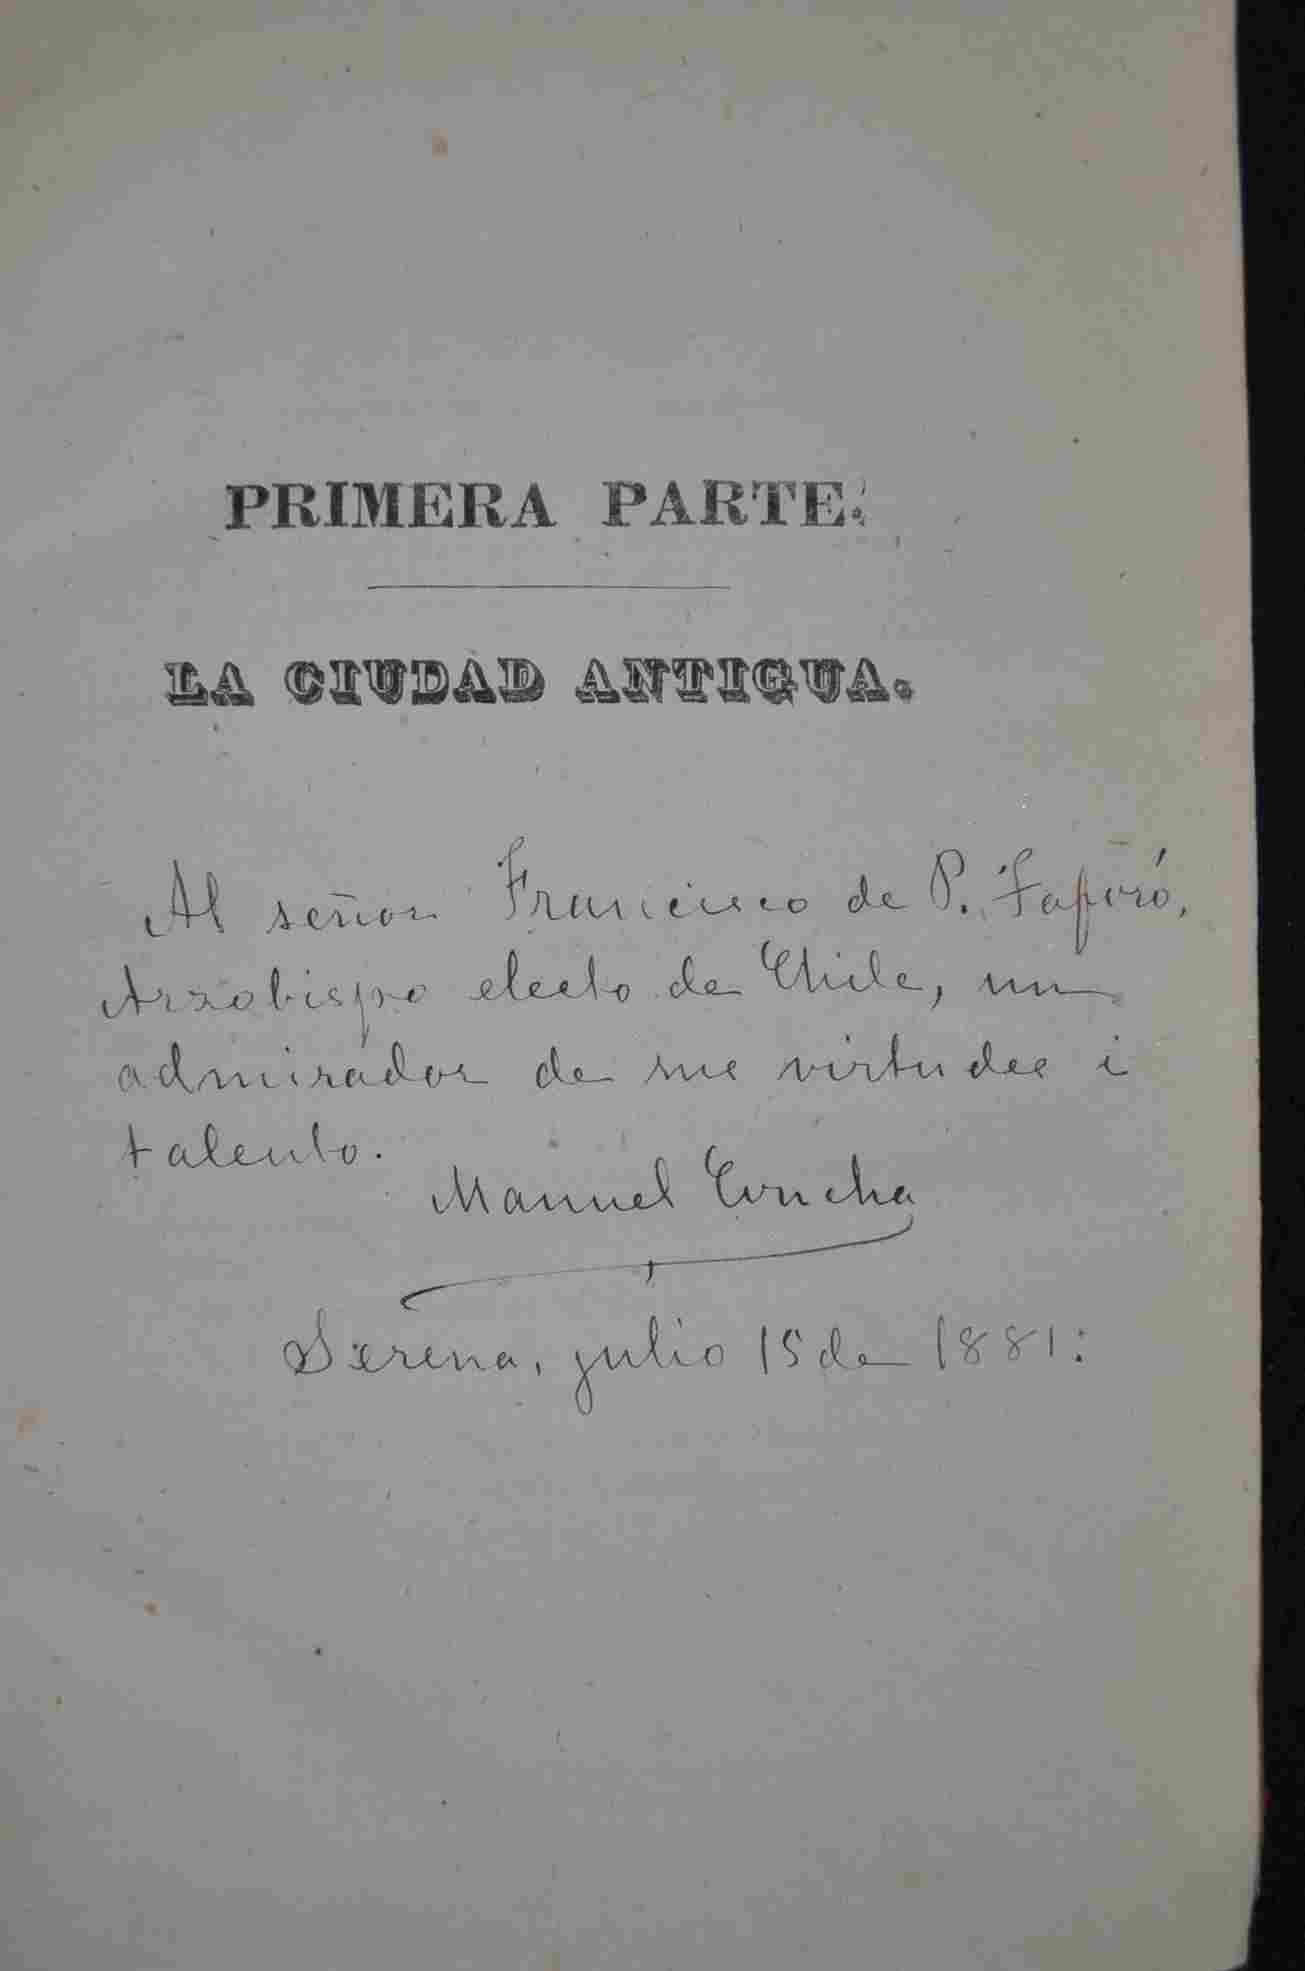 PRIMERA PARTE.
LA CIUDAD ANTIGUA.
Al señor Francisco de P. Taforó,
Arzobispo electo de Chile, un
admirador de sus virtudes i
talento.
Manuel Concha
Serena, julio 15 de 1881.